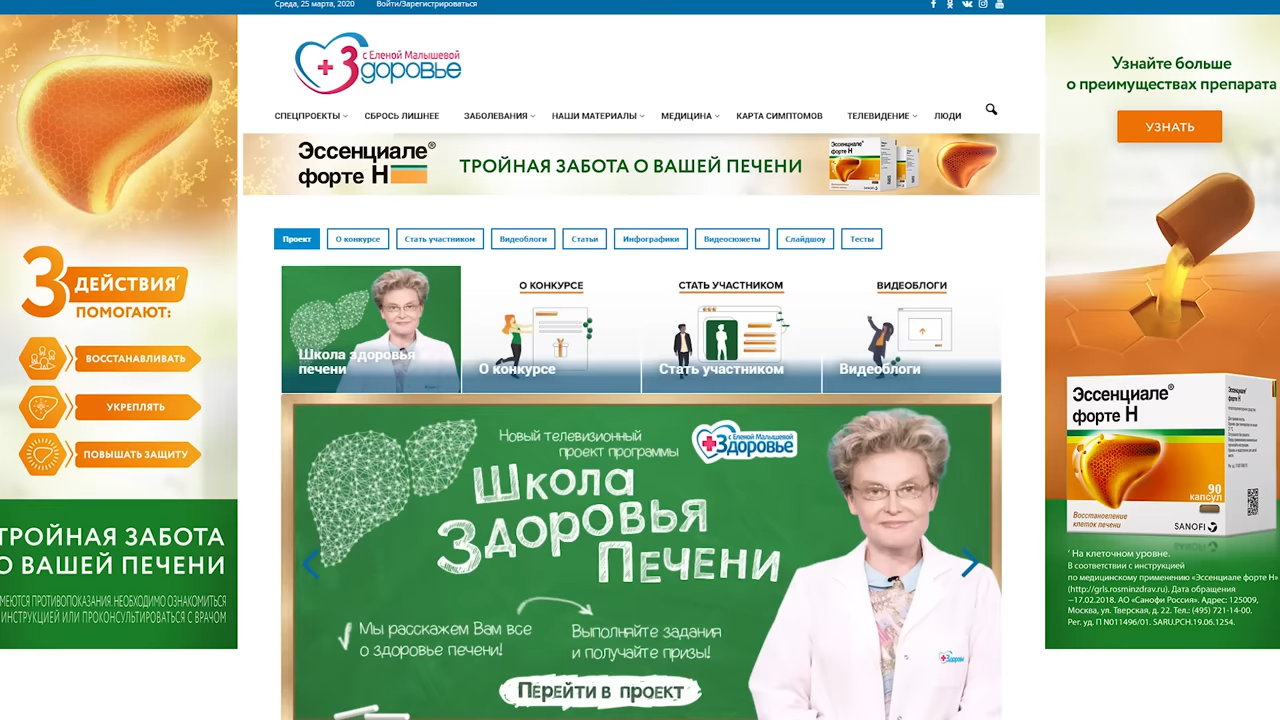 Среда, 25 марта, 2020
Войти/Зарегистрироваться
с Еленой Малышевой
Здоровье
СПЕЦПРОЕКТЫ
СБРОСЬ ЛИШНЕЕ
ЗАБОЛЕВАНИЯ
НАШИ МАТЕРИАЛЫ
МЕДИЦИНА
КАРТА СИМПТОМОВ
ТЕЛЕВИДЕНИЕ
ЛЮДИ
Эссенциале®
форте Н
ТРОЙНАЯ ЗАБОТА О ВАШЕЙ ПЕЧЕНИ
Проект
О конкурсе
Стать участником
Видеоблоги
Статьи
Инфографики
Видеосюжеты
Слайдшоу
Тесты
Школа здоровья
печени
О КОНКУРСЕ
О конкурсе
СТАТЬ УЧАСТНИКОМ
Стать участником
ВИДЕОБЛОГИ
Видеоблоги
Новый телевизионный
проект программы
с Еленой Малышевой
Здоровье
Школа
Здоровья
Печени
Мы расскажем Вам все
о здоровье печени!
Выполняйте задания
и получайте призы!
Перейти в проект
3 ДЕЙСТВИЯ
ПОМОГАЮТ:
ВОССТАНАВЛИВАТЬ
УКРЕПЛЯТЬ
ПОВЫШАТЬ ЗАЩИТУ
ТРОЙНАЯ ЗАБОТА
О ВАШЕЙ ПЕЧЕНИ
МЕЮТСЯ ПРОТИВОПОКАЗАНИЯ. НЕОБХОДИМО ОЗНАКОМИТЬСЯ
ИНСТРУКЦИЕЙ ИЛИ ПРОКОНСУЛЬТИРОВАТЬСЯ С ВРАЧОМ
Узнайте больше
о преимуществах препарата
УЗНАТЬ
Эссенциале®
форте Н
90
капсул
Восстановление
клеток печени
SANOFI
' На клеточном уровне.
В соответствии с инструкцией
по медицинскому применению «Эссенциале форте Н»
(http://grls.rosminzdrav.ru). Дата обращения
–17.02.2018. АО «Санофи Россия». Адрес: 125009,
Москва, ул. Тверская, д. 22. Тел.: (495) 721-14-00.
Рег. уд. П N011496/01. SARU.PCH.19.06.1254.